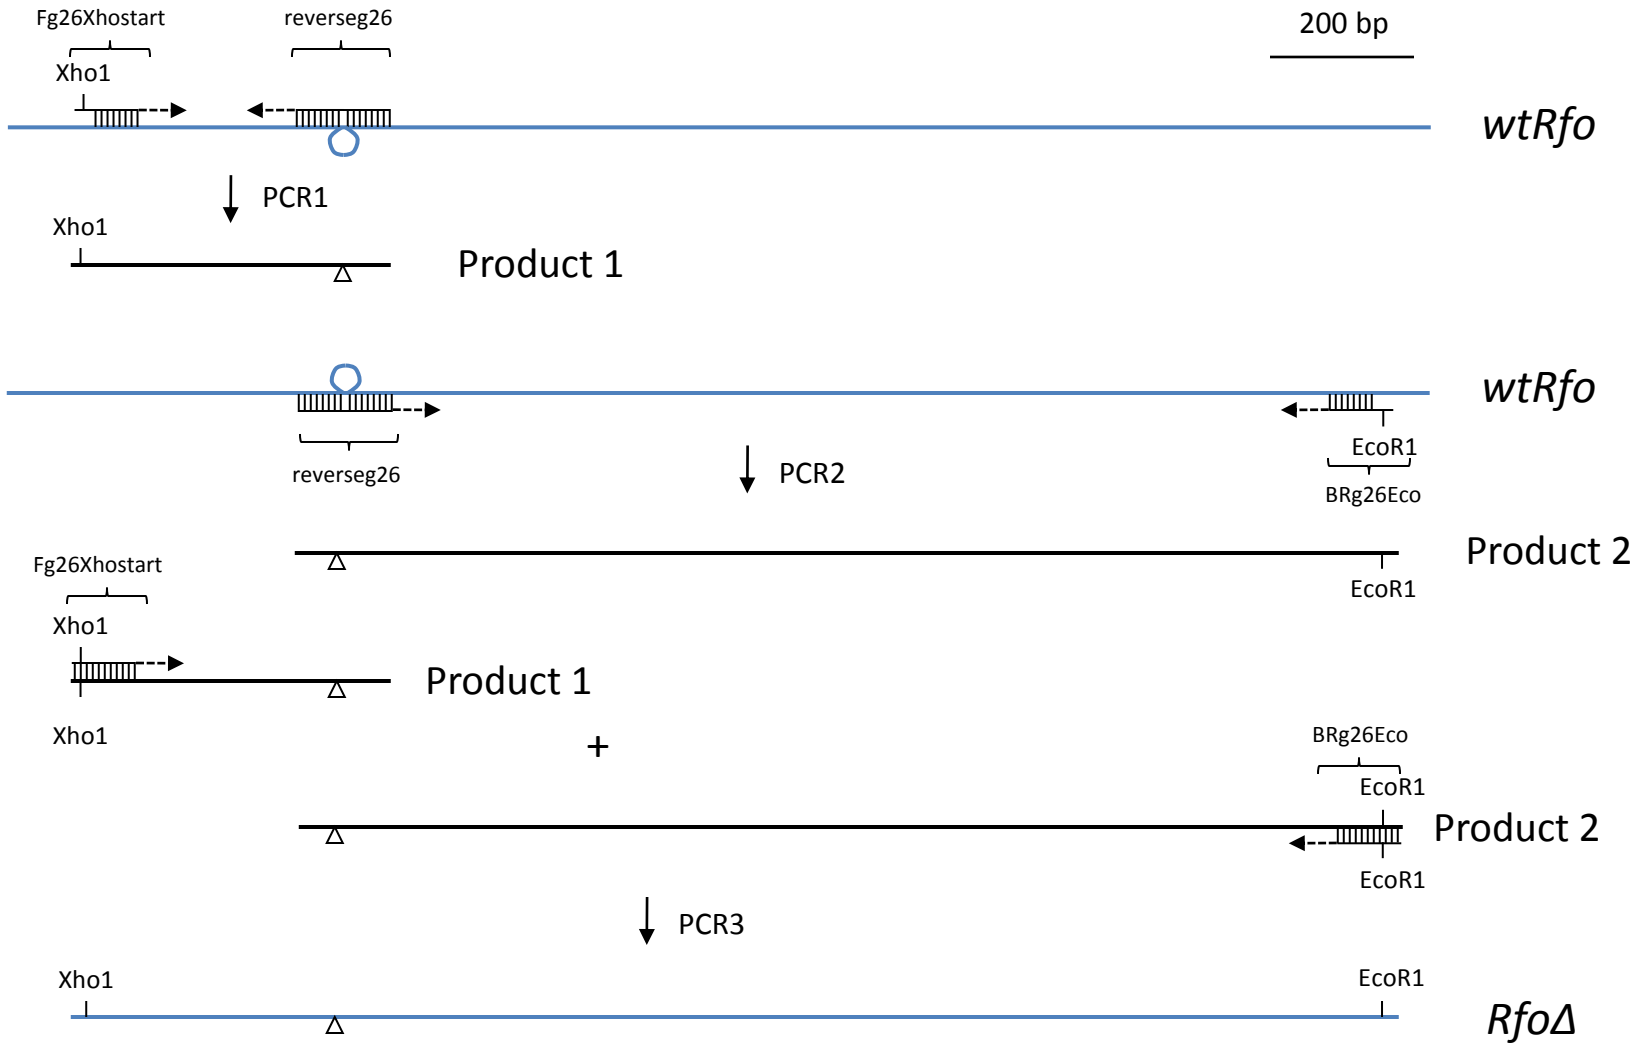 Fg26Xhostart
reverseg26
200 bp
Xho1
wtRfo
PCR1
Xho1
Product 1
wtRfo
EcoR1
reverseg26
PCR2
BRg26Eco
Fg26Xhostart
Product 2
EcoR1
Xho1
Product 1
Xho1
+
BRg26Eco
EcoR1
Product 2
EcoR1
PCR3
Xho1
EcoR1
RfoΔ